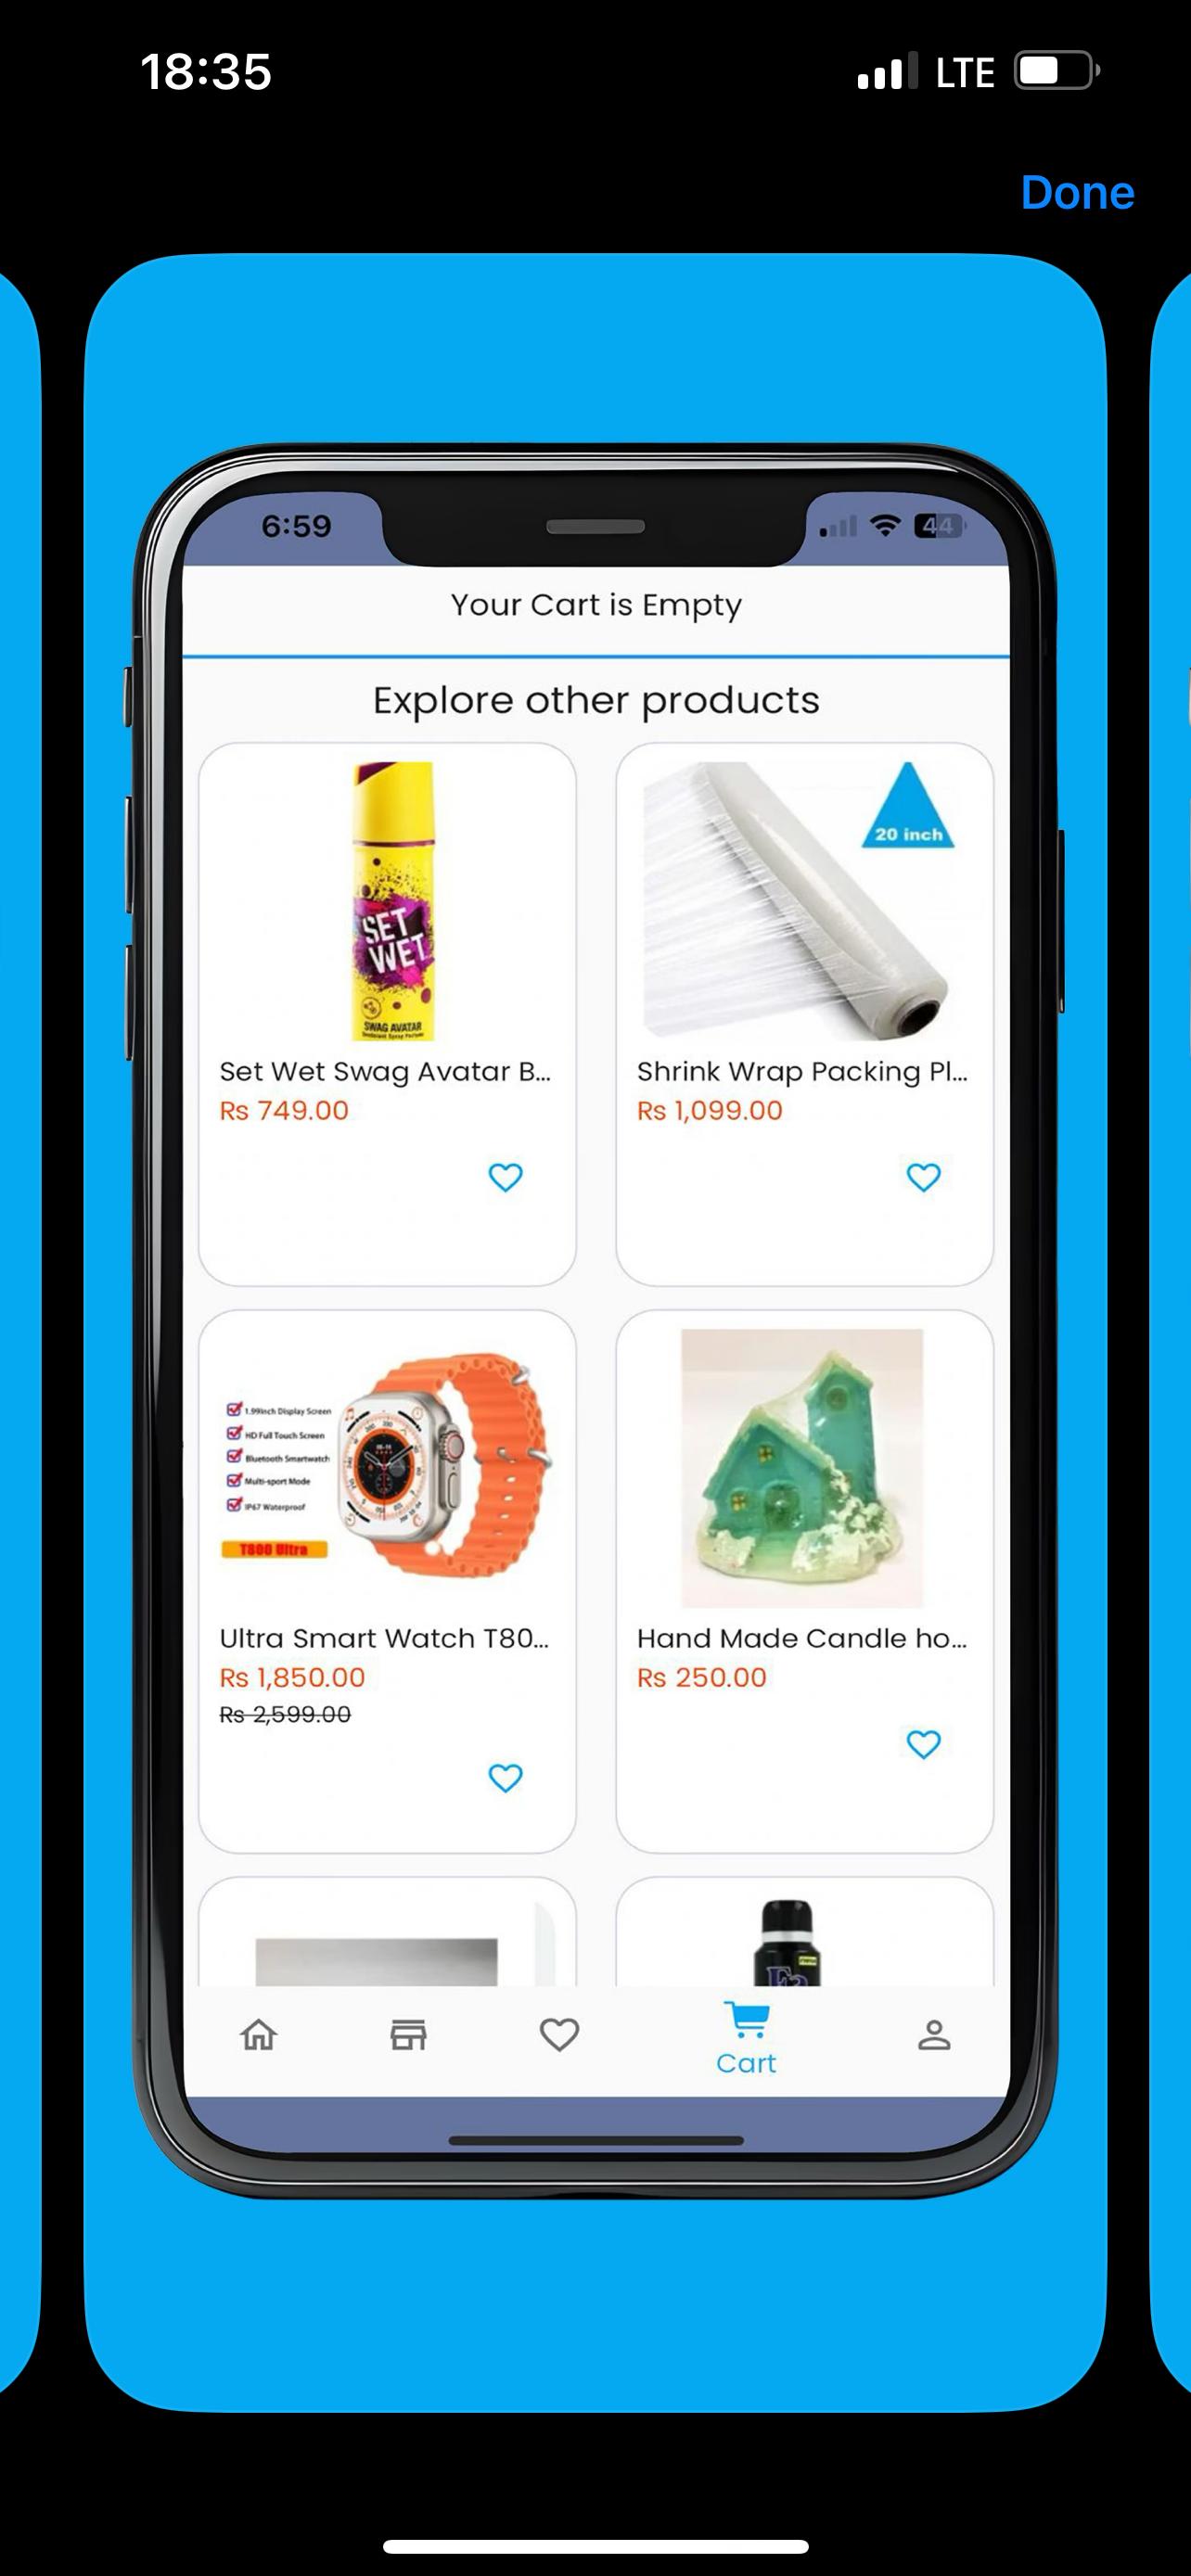 18:35
LTE
Done
6:59
44
Your Cart is Empty
Explore other products
SET
WET
SWAG AVATAR
Deodorant Spray Perfume
20 inch
Set Wet Swag Avatar B...
Rs 749.00
Shrink Wrap Packing Pl...
Rs 1,099.00
1.99inch Display Screen
HD Full Touch Screen
Bluetooth Smartwatch
Multi-sport Mode
IP67 Waterproof
T800 Ultra
Ultra Smart Watch T80...
Rs 1,850.00
Rs 2,599.00
Hand Made Candle ho...
Rs 250.00
Cart